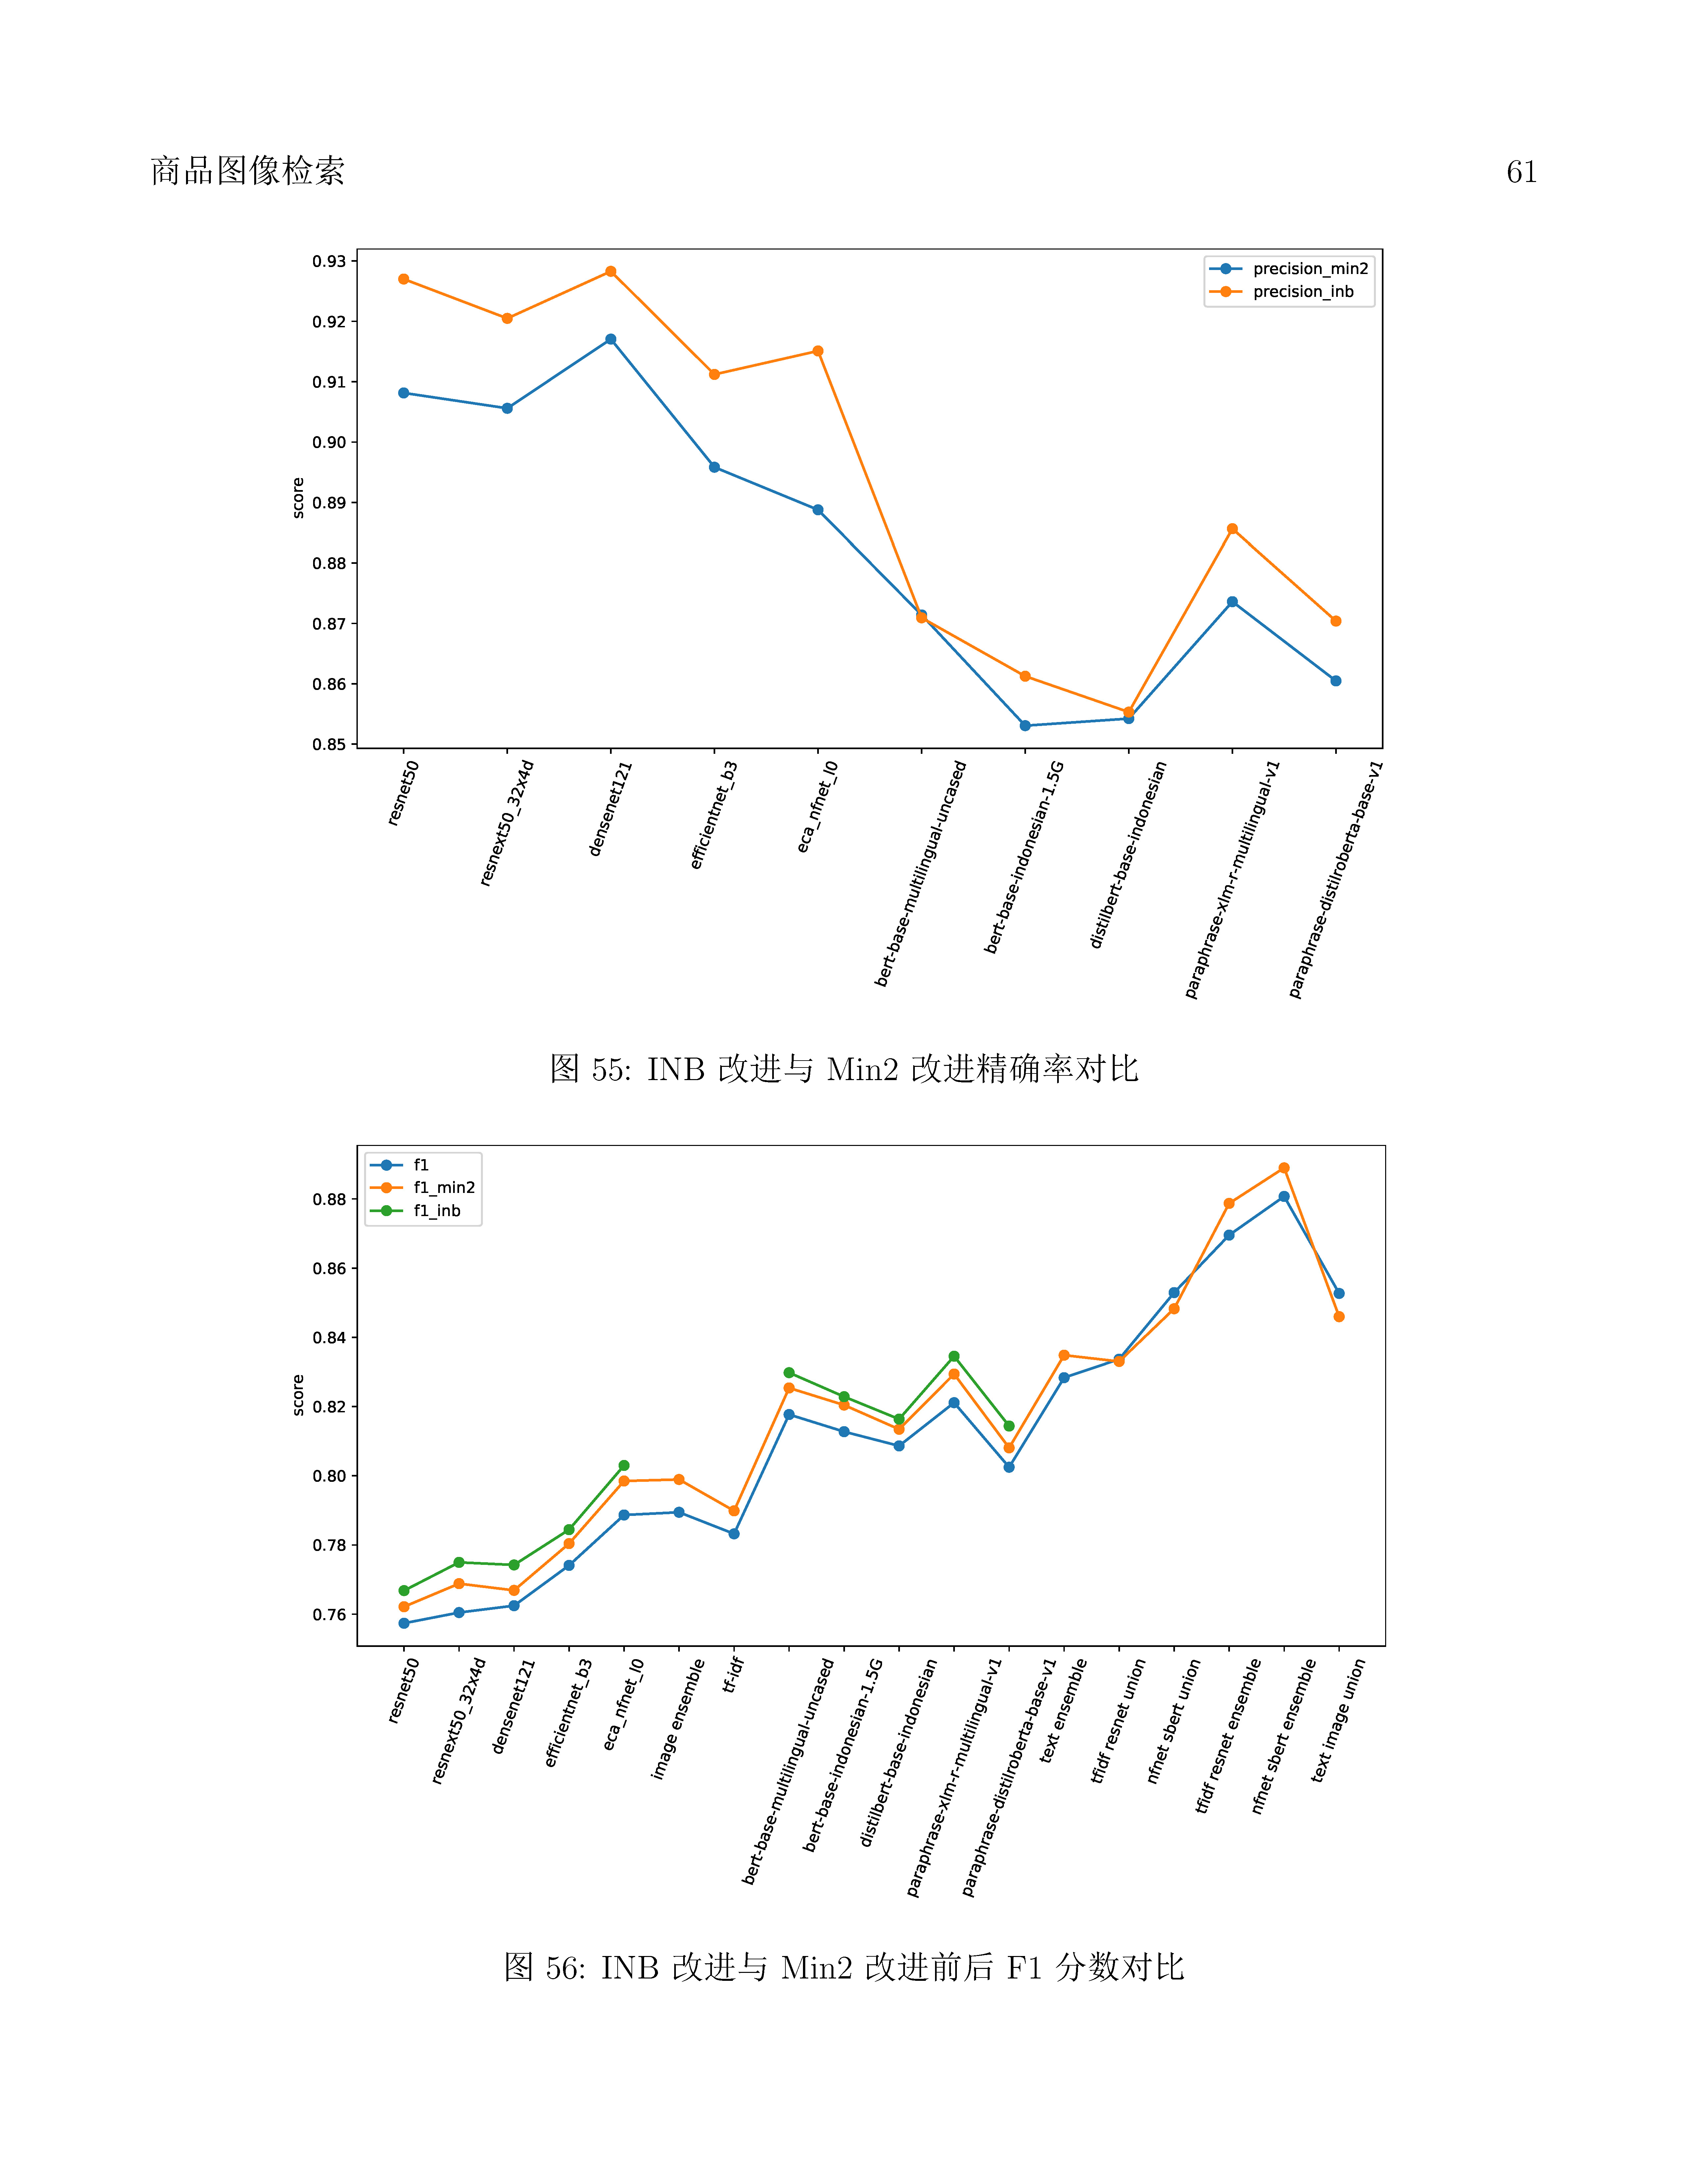 商品图像检索 61
0.93
0.92
0.91
0.90
0.89
0.88
0.87
0.86
0.85
score
precision_min2
precision_inb
resnet50
resnext50_32x4d
densenet121
efficientnet_b3
eca_nfnet_l0
bert-base-multilingual-uncased
bert-base-indonesian-1.5G
distilbert-base-indonesian
paraphrase-xlm-r-multilingual-v1
paraphrase-distilroberta-base-v1
图 55: INB 改进与 Min2 改进精确率对比
f1
f1_min2
f1_inb
0.88
0.86
0.84
0.82
0.80
0.78
0.76
score
resnet50
resnext50_32x4d
densenet121
efficientnet_b3
eca_nfnet_l0
image ensemble
tf-idf
bert-base-multilingual-uncased
bert-base-indonesian-1.5G
distilbert-base-indonesian
paraphrase-xlm-r-multilingual-v1
paraphrase-distilroberta-base-v1
text ensemble
tfidf resnet union
nfnet sbert union
tfidf resnet ensemble
nfnet sbert ensemble
text image union
图 56: INB 改进与 Min2 改进前后 F1 分数对比